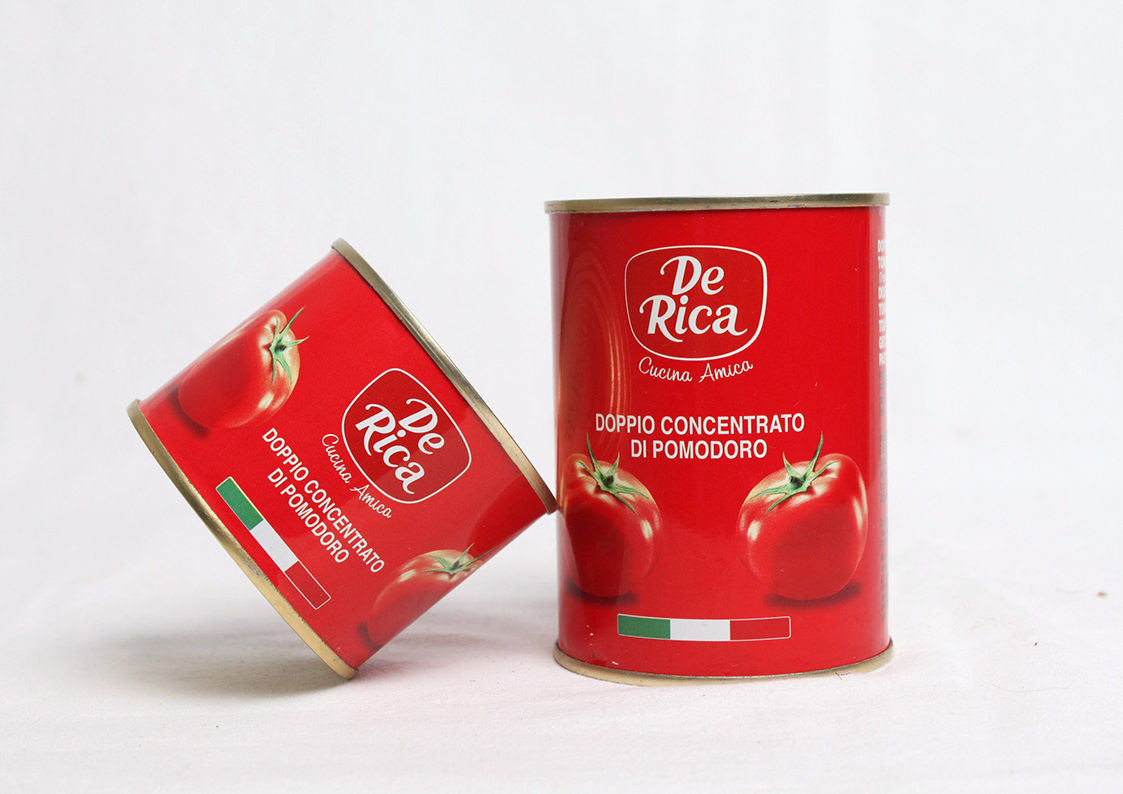 De
Rica
Cucina Amica
DOPPIO CONCENTRATO
DI POMODORO
De
Rica
Cucina Amica
DOPPIO CONCENTRATO
DI POMODORO